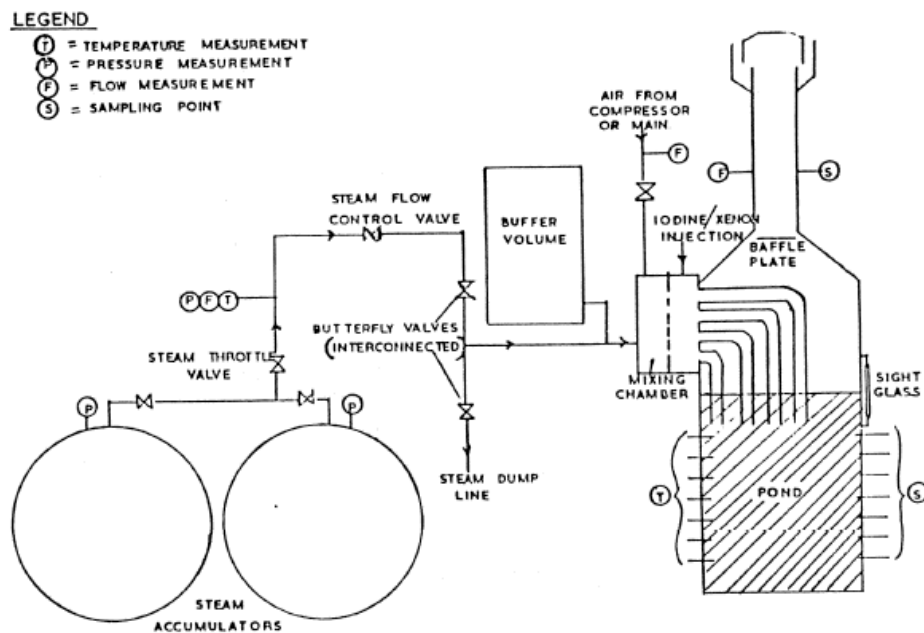 LEGEND
T = TEMPERATURE MEASUREMENT
P = PRESSURE MEASUREMENT
F = FLOW MEASUREMENT
S = SAMPLING POINT
AIR FROM
COMPRESSOR
OR MAIN
F
STEAM FLOW
CONTROL VALVE
BUFFER
VOLUME
F
S
IODINE/XENON
INJECTION
BAFFLE
PLATE
P F T
BUTTERFLY VALVES
(INTERCONNECTED)
STEAM THROTTLE
VALVE
MIXING
CHAMBER
SIGHT
GLASS
P
P
STEAM DUMP
LINE
T
POND
S
STEAM
ACCUMULATORS